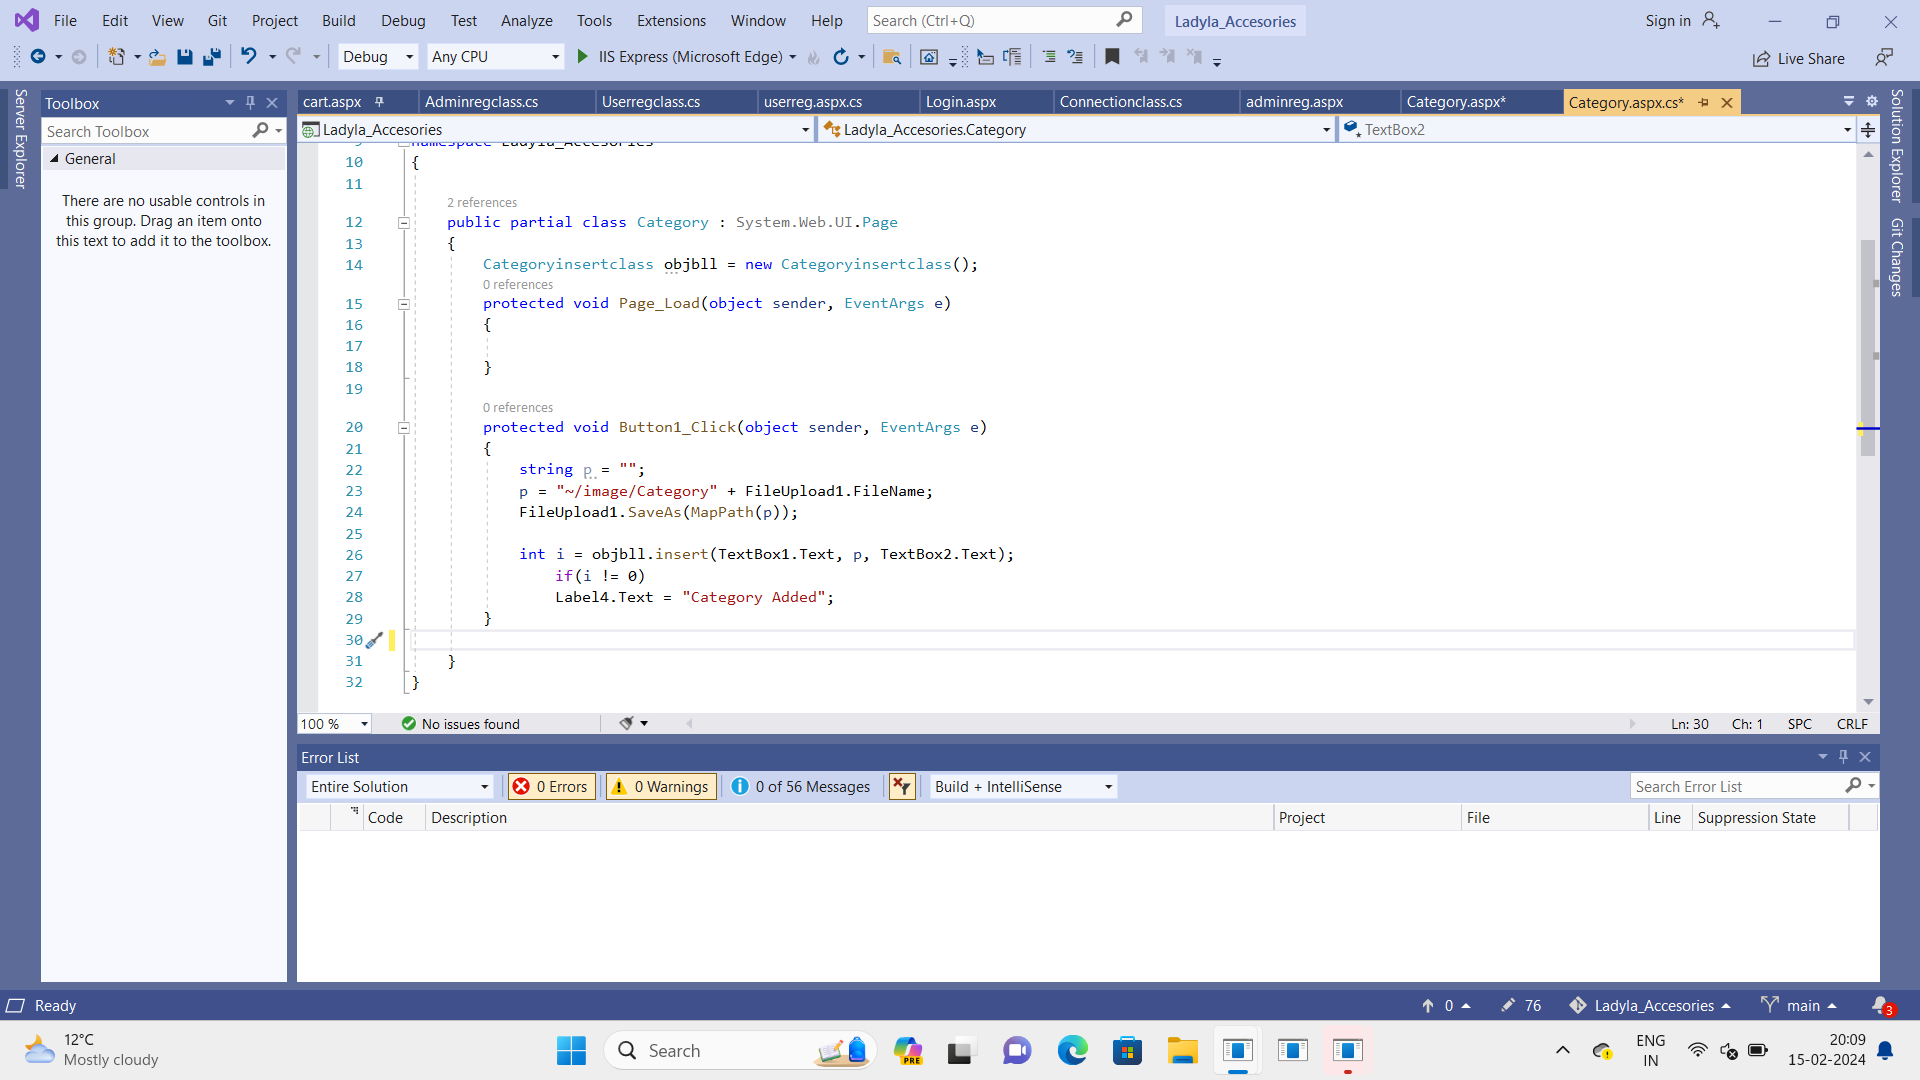 File Edit View Git Project Build Debug Test Analyze Tools Extensions Window Help Search (Ctrl+Q) Ladyla_Accesories Sign in
Debug Any CPU IIS Express (Microsoft Edge) Live Share
Server Explorer
Toolbox
Search Toolbox
General
There are no usable controls in
this group. Drag an item onto
this text to add it to the toolbox.
cart.aspx Adminregclass.cs Userregclass.cs userreg.aspx.cs Login.aspx Connectionclass.cs adminreg.aspx Category.aspx* Category.aspx.cs*
Ladyla_Accesories Ladyla_Accesories.Category TextBox2
9 namespace Ladyla_Accesories
10 {
11
2 references
12 public partial class Category : System.Web.UI.Page
13 {
14 Categoryinsertclass objbll = new Categoryinsertclass();
0 references
15 protected void Page_Load(object sender, EventArgs e)
16 {
17
18 }
19
0 references
20 protected void Button1_Click(object sender, EventArgs e)
21 {
22 string p = "";
23 p = "~/image/Category" + FileUpload1.FileName;
24 FileUpload1.SaveAs(MapPath(p));
25
26 int i = objbll.insert(TextBox1.Text, p, TextBox2.Text);
27 if(i != 0)
28 Label4.Text = "Category Added";
29 }
30
31 }
32 }
100 % No issues found Ln: 30 Ch: 1 SPC CRLF
Solution Explorer
Git Changes
Error List
Entire Solution 0 Errors 0 Warnings 0 of 56 Messages Build + IntelliSense Search Error List
Code Description Project File Line Suppression State
Ready 0 76 Ladyla_Accesories main 3
12°C
Mostly cloudy
Search
PRE
ENG
IN
20:09
15-02-2024